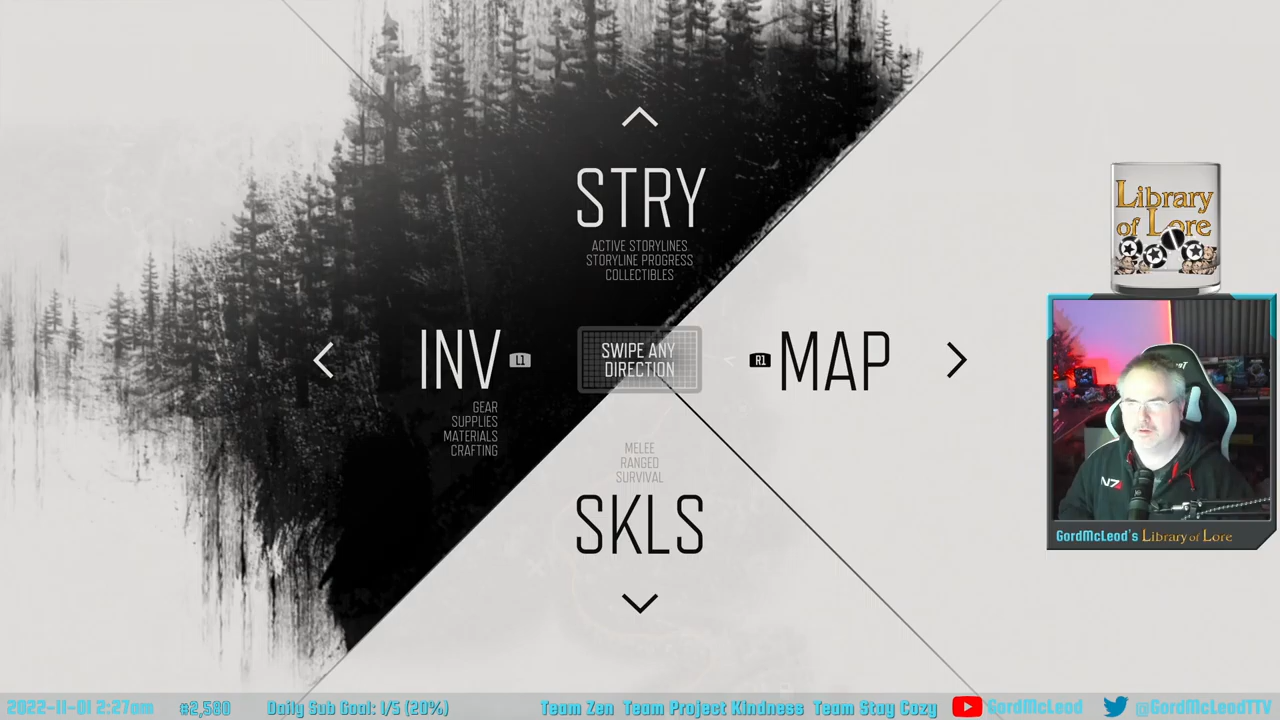 STRY
ACTIVE STORYLINES
STORYLINE PROGRESS
COLLECTIBLES
INV L1
SWIPE ANY
DIRECTION
R1 MAP
GEAR
SUPPLIES
MATERIALS
CRAFTING
MELEE
RANGED
SURVIVAL
SKLS
Library
of Lore
N7
GordMcLeod's Library of Lore
2022-11-01 2:27am #2,580 Daily Sub Goal: 1/5 (20%) Team Zen Team Project Kindness Team Stay Cozy GordMcLeod @GordMcLeodTTV